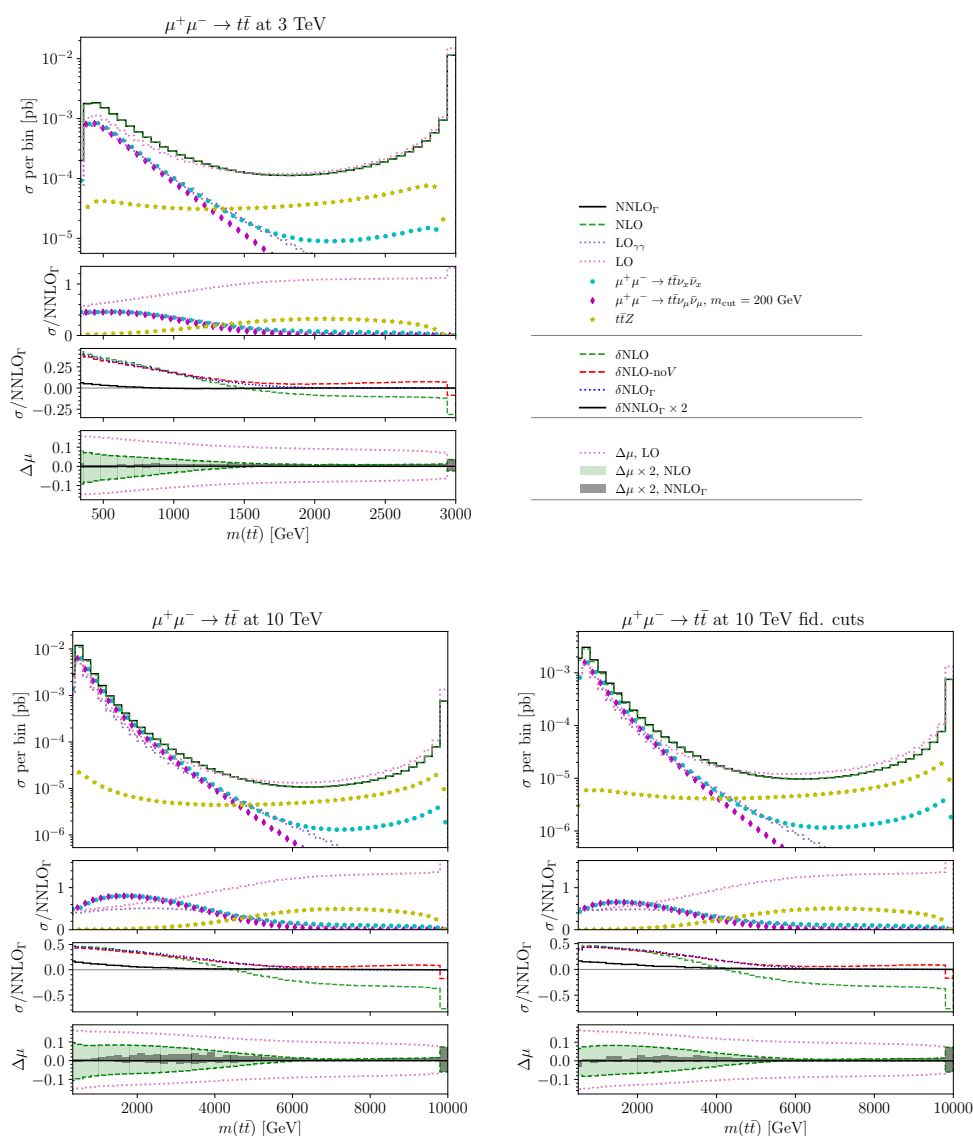 μ⁺μ⁻ → tt̄ at 3 TeV
σ per bin [pb]
10⁻²
10⁻³
10⁻⁴
10⁻⁵
σ/NNLO_Γ
1
0
σ/NNLO_Γ
0.25
0.00
−0.25
Δμ
0.1
0.0
−0.1
500 1000 1500 2000 2500 3000
m(tt̄) [GeV]
NNLO_Γ
NLO
LO_γγ
LO
μ⁺μ⁻ → tt̄ν_xν̄_x
μ⁺μ⁻ → tt̄ν_μν̄_μ, m_cut = 200 GeV
tt̄Z
δNLO
δNLO-noV
δNLO_Γ
δNNLO_Γ × 2
Δμ, LO
Δμ × 2, NLO
Δμ × 2, NNLO_Γ
μ⁺μ⁻ → tt̄ at 10 TeV
σ per bin [pb]
10⁻²
10⁻³
10⁻⁴
10⁻⁵
10⁻⁶
σ/NNLO_Γ
1
0
σ/NNLO_Γ
0.5
0.0
−0.5
Δμ
0.1
0.0
−0.1
2000 4000 6000 8000 10000
m(tt̄) [GeV]
μ⁺μ⁻ → tt̄ at 10 TeV fid. cuts
σ per bin [pb]
10⁻³
10⁻⁴
10⁻⁵
10⁻⁶
σ/NNLO_Γ
1
0
σ/NNLO_Γ
0.5
0.0
−0.5
Δμ
0.1
0.0
−0.1
2000 4000 6000 8000 10000
m(tt̄) [GeV]